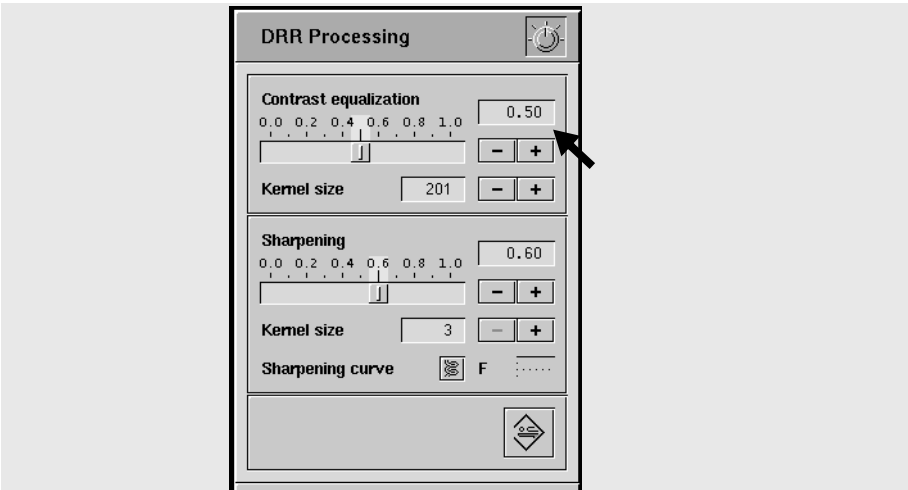 DRR Processing
Contrast equalization
0.0 0.2 0.4 0.6 0.8 1.0
0.50
- +
Kernel size 201 - +
Sharpening
0.0 0.2 0.4 0.6 0.8 1.0
0.60
- +
Kernel size 3 - +
Sharpening curve F